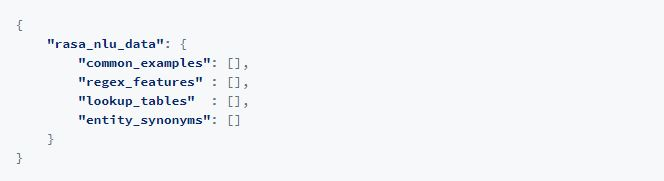 {
    "rasa_nlu_data": {
        "common_examples": [],
        "regex_features" : [],
        "lookup_tables"  : [],
        "entity_synonyms": []
    }
}